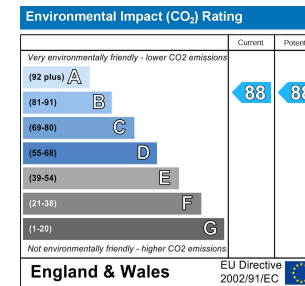 Environmental Impact (CO₂) Rating
Current Poten
Very environmentally friendly - lower CO2 emissions
(92 plus) A
(81-91) B
88 88
(69-80) C
(55-68) D
(39-54) E
(21-38) F
(1-20) G
Not environmentally friendly - higher CO2 emissions
England & Wales
EU Directive
2002/91/EC